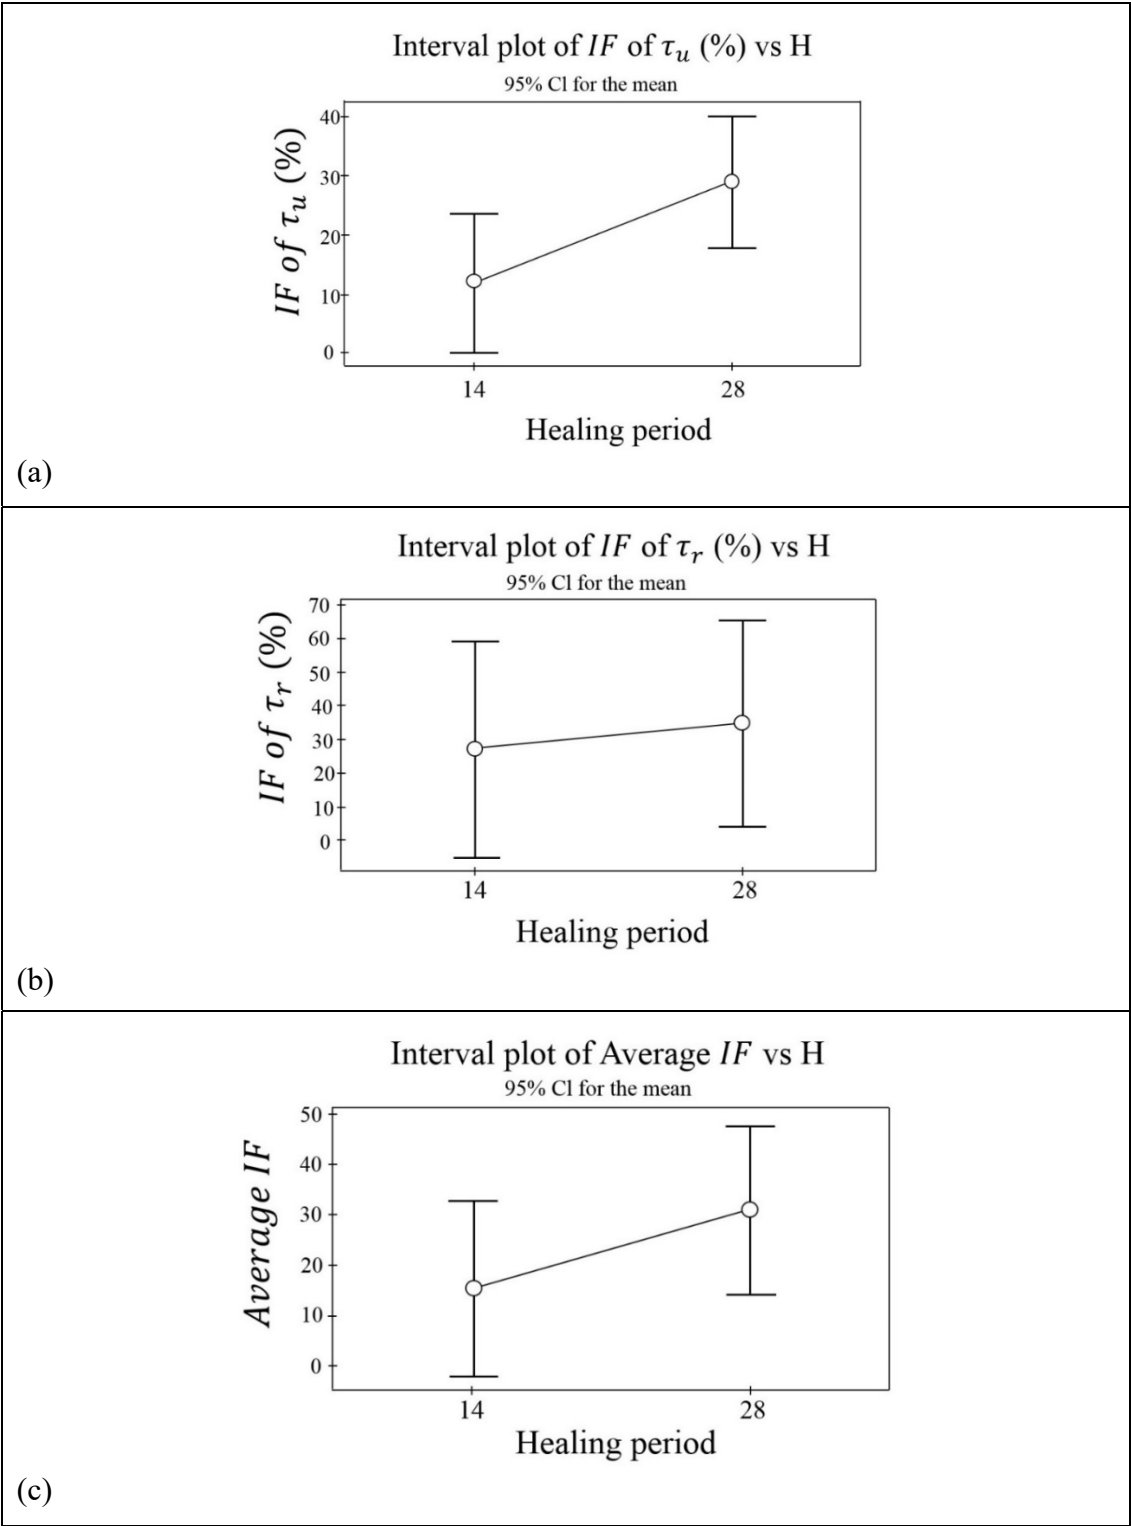 Interval plot of 𝐼𝐹 of 𝜏ᵤ (%) vs H
95% Cl for the mean
𝐼𝐹 𝑜𝑓 𝜏ᵤ (%)
40
30
20
10
0
14 28
Healing period
(a)
Interval plot of 𝐼𝐹 of 𝜏ᵣ (%) vs H
95% Cl for the mean
𝐼𝐹 𝑜𝑓 𝜏ᵣ (%)
70
60
50
40
30
20
10
0
14 28
Healing period
(b)
Interval plot of Average 𝐼𝐹 vs H
95% Cl for the mean
𝐴𝑣𝑒𝑟𝑎𝑔𝑒 𝐼𝐹
50
40
30
20
10
0
14 28
Healing period
(c)